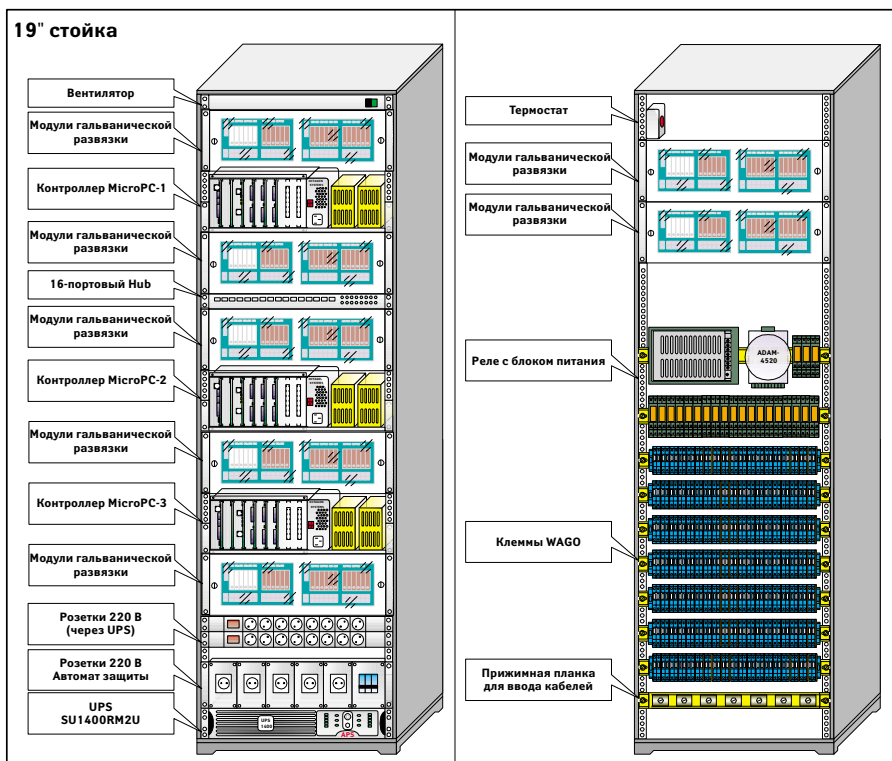 19" стойка
Вентилятор
Модули гальванической
развязки
Контроллер MicroPC-1
Модули гальванической
развязки
16-портовый Hub
Модули гальванической
развязки
Контроллер MicroPC-2
Модули гальванической
развязки
Контроллер MicroPC-3
Модули гальванической
развязки
Розетки 220 В
(через UPS)
Розетки 220 В
Автомат защиты
UPS
SU1400RM2U
UPS
1400
APS
Термостат
Модули гальванической
развязки
Модули гальванической
развязки
Реле с блоком питания
ADAM-
4520
Клеммы WAGO
Прижимная планка
для ввода кабелей